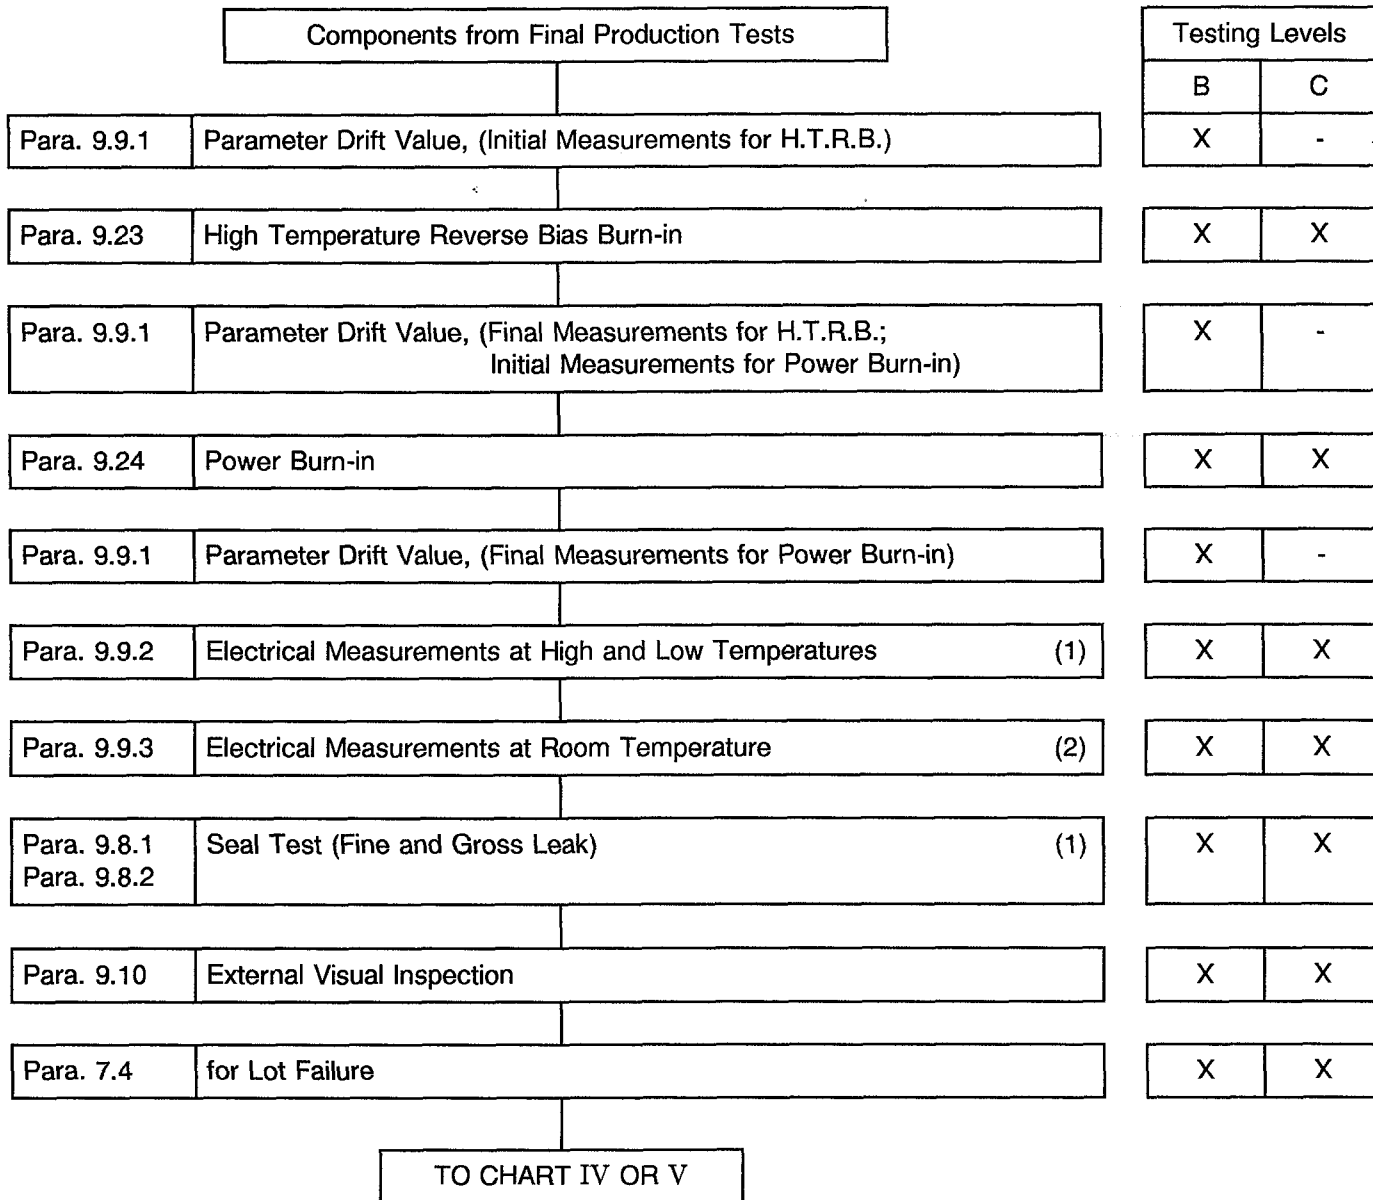 Components from Final Production Tests
Testing Levels
B C
Para. 9.9.1 Parameter Drift Value, (Initial Measurements for H.T.R.B.) X -
Para. 9.23 High Temperature Reverse Bias Burn-in X X
Para. 9.9.1 Parameter Drift Value, (Final Measurements for H.T.R.B.; X -
Initial Measurements for Power Burn-in)
Para. 9.24 Power Burn-in X X
Para. 9.9.1 Parameter Drift Value, (Final Measurements for Power Burn-in) X -
Para. 9.9.2 Electrical Measurements at High and Low Temperatures (1) X X
Para. 9.9.3 Electrical Measurements at Room Temperature (2) X X
Para. 9.8.1 Seal Test (Fine and Gross Leak) (1) X X
Para. 9.8.2
Para. 9.10 External Visual Inspection X X
Para. 7.4 for Lot Failure X X
TO CHART IV OR V